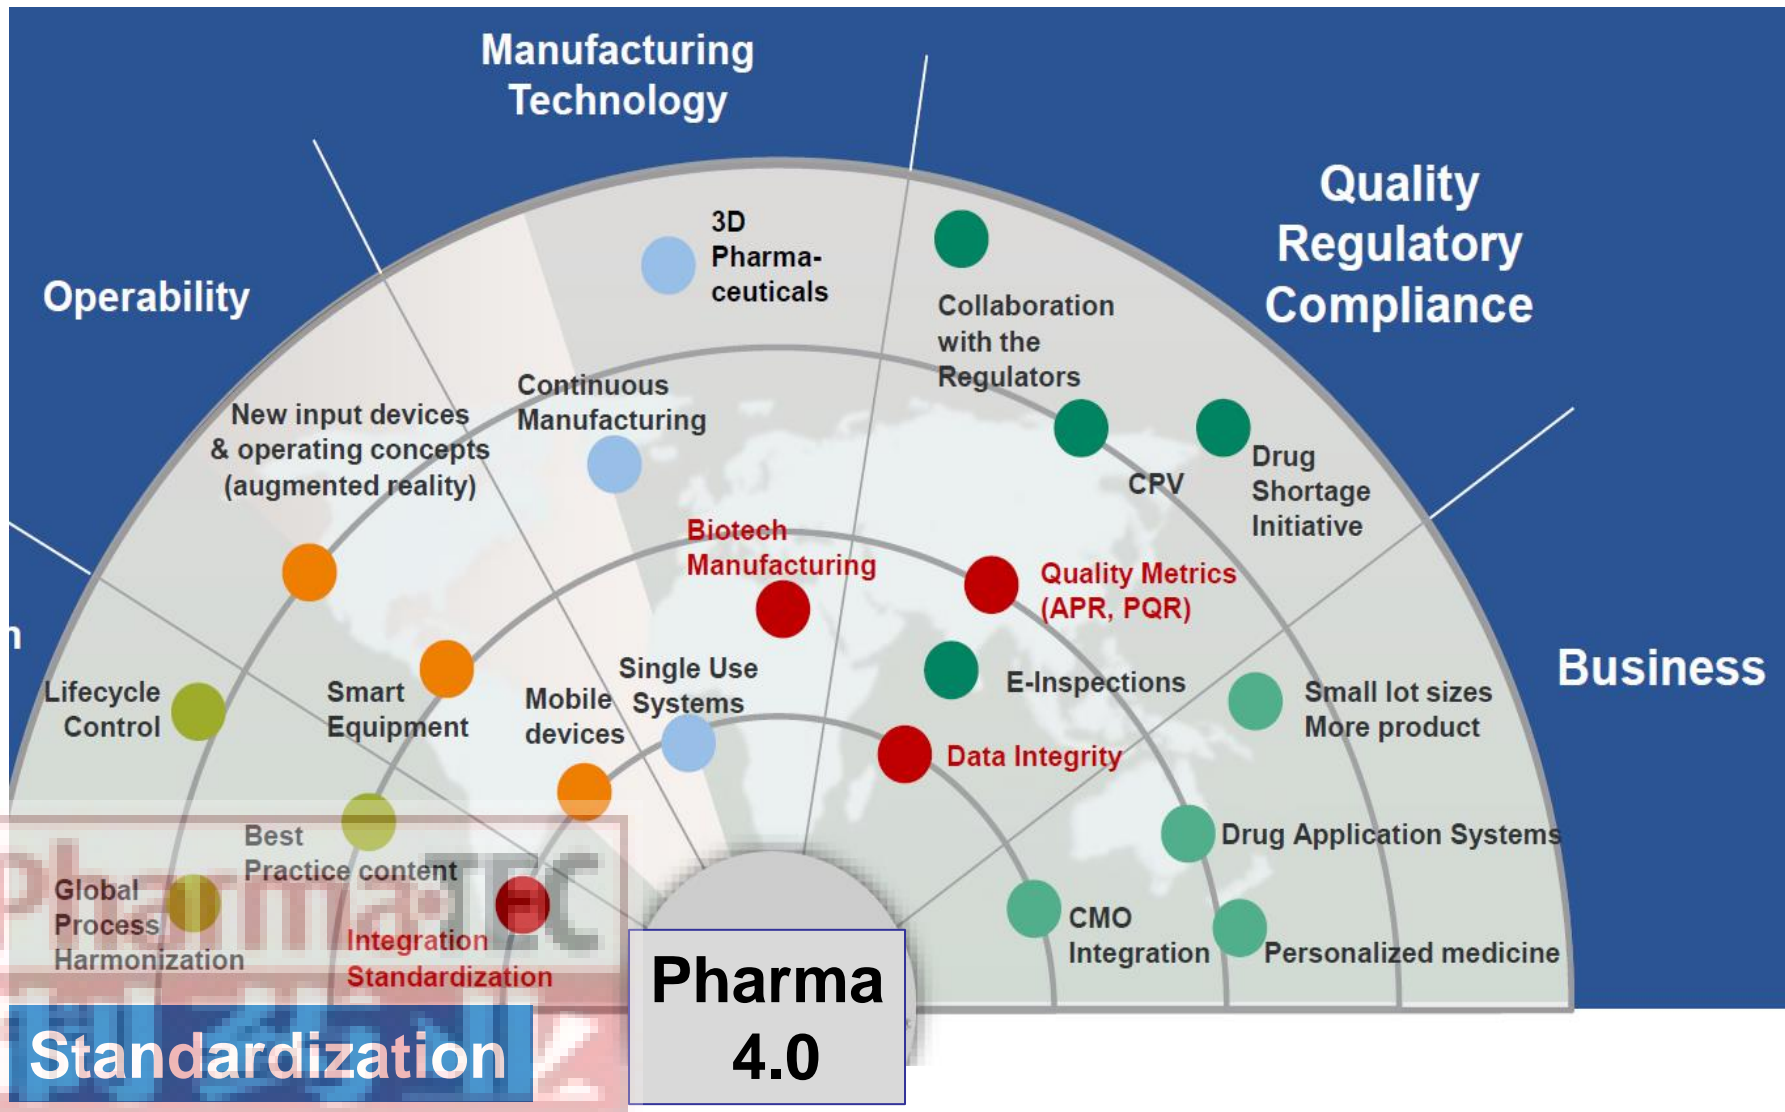 Manufacturing
Technology
Quality
Regulatory
Compliance
Operability
Business
n
3D
Pharma-
ceuticals
Collaboration
with the
Regulators
Continuous
Manufacturing
New input devices
& operating concepts
(augmented reality)
CPV
Drug
Shortage
Initiative
Biotech
Manufacturing
Quality Metrics
(APR, PQR)
Single Use
Systems
E-Inspections
Small lot sizes
More product
Lifecycle
Control
Smart
Equipment
Mobile
devices
Data Integrity
Drug Application Systems
Best
Practice content
Global
Process
Harmonization
Integration
Standardization
CMO
Integration
Personalized medicine
Pharma TEC
Pharma
4.0
Standardization